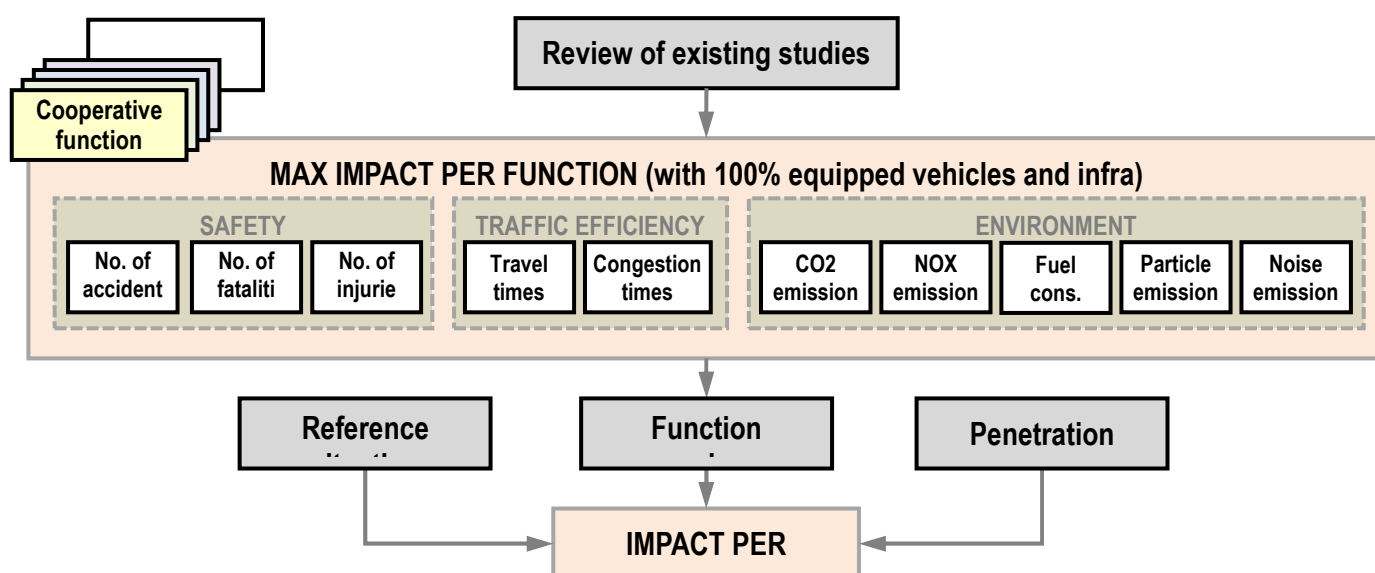 Review of existing studies
Cooperative
function
MAX IMPACT PER FUNCTION (with 100% equipped vehicles and infra)
SAFETY
No. of
accident
No. of
fataliti
No. of
injurie
TRAFFIC EFFICIENCY
Travel
times
Congestion
times
ENVIRONMENT
CO2
emission
NOX
emission
Fuel
cons.
Particle
emission
Noise
emission
Reference
Function
Penetration
IMPACT PER